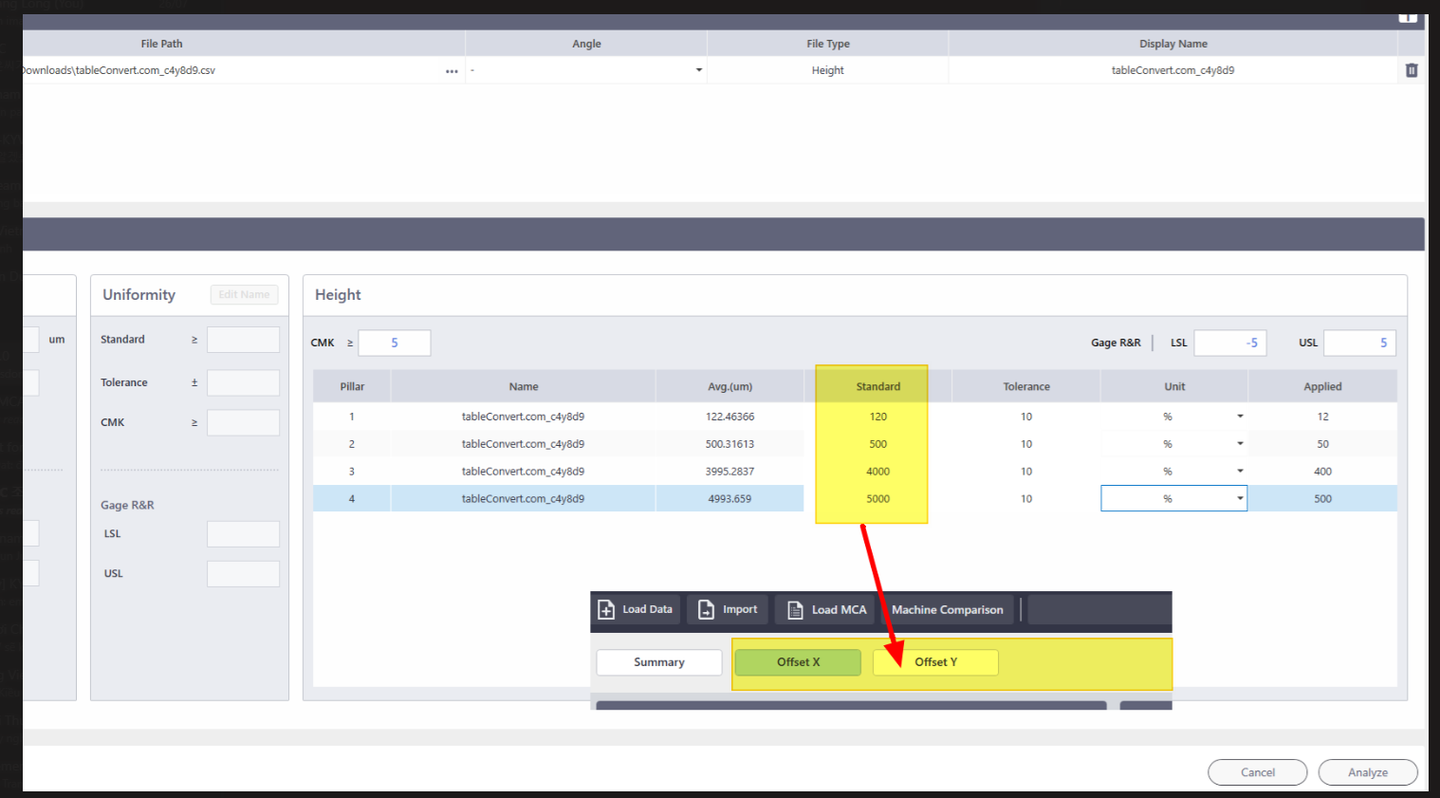 File Path Angle File Type Display Name
Downloads\tableConvert.com_c4y8d9.csv ••• - Height tableConvert.com_c4y8d9
Uniformity Edit Name
um Standard ≥
Tolerance ±
CMK ≥
Gage R&R
LSL
USL
Height
CMK ≥ 5 Gage R&R LSL -5 USL 5
Pillar Name Avg.(um) Standard Tolerance Unit Applied
1 tableConvert.com_c4y8d9 122.46366 120 10 % 12
2 tableConvert.com_c4y8d9 500.31613 500 10 % 50
3 tableConvert.com_c4y8d9 3995.2837 4000 10 % 400
4 tableConvert.com_c4y8d9 4993.659 5000 10 % 500
Load Data Import Load MCA Machine Comparison
Summary Offset X Offset Y
Cancel Analyze